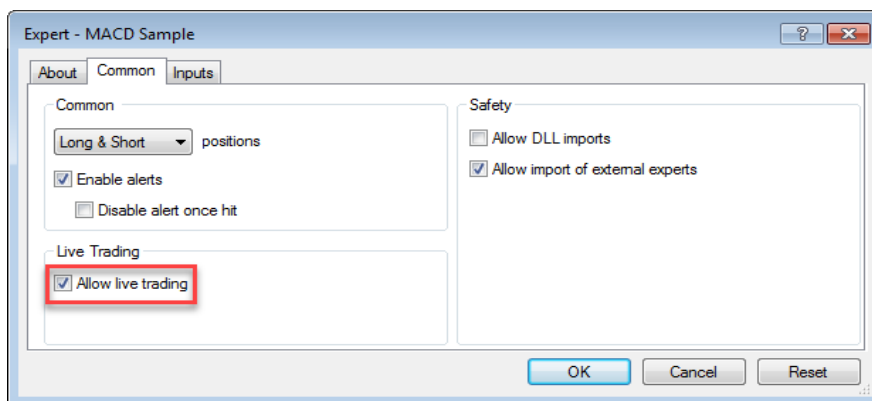 Expert - MACD Sample
About
Common
Inputs
Common
Long & Short
positions
Enable alerts
Disable alert once hit
Live Trading
Allow live trading
Safety
Allow DLL imports
Allow import of external experts
OK
Cancel
Reset